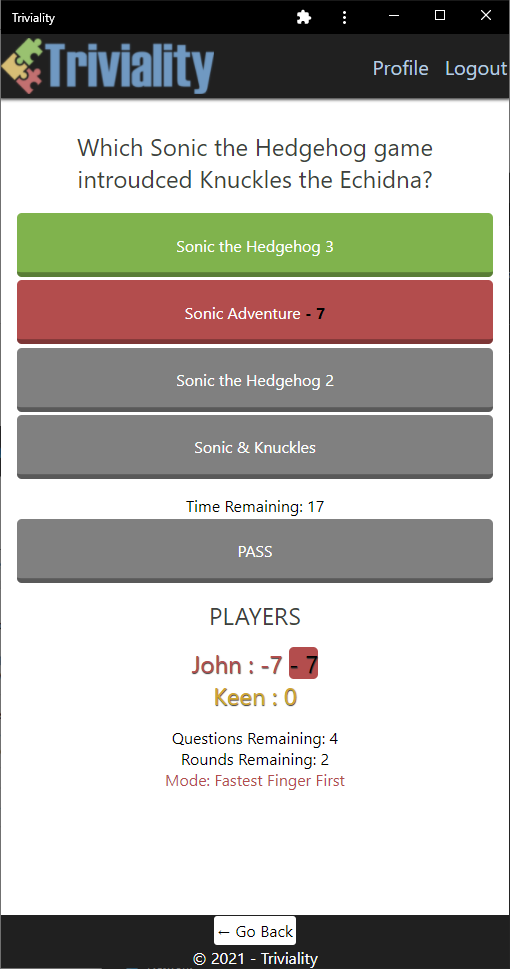 Triviality
Triviality
Profile Logout
Which Sonic the Hedgehog game
introudced Knuckles the Echidna?
Sonic the Hedgehog 3
Sonic Adventure - 7
Sonic the Hedgehog 2
Sonic & Knuckles
Time Remaining: 17
PASS
PLAYERS
John : -7 - 7
Keen : 0
Questions Remaining: 4
Rounds Remaining: 2
Mode: Fastest Finger First
← Go Back
© 2021 - Triviality